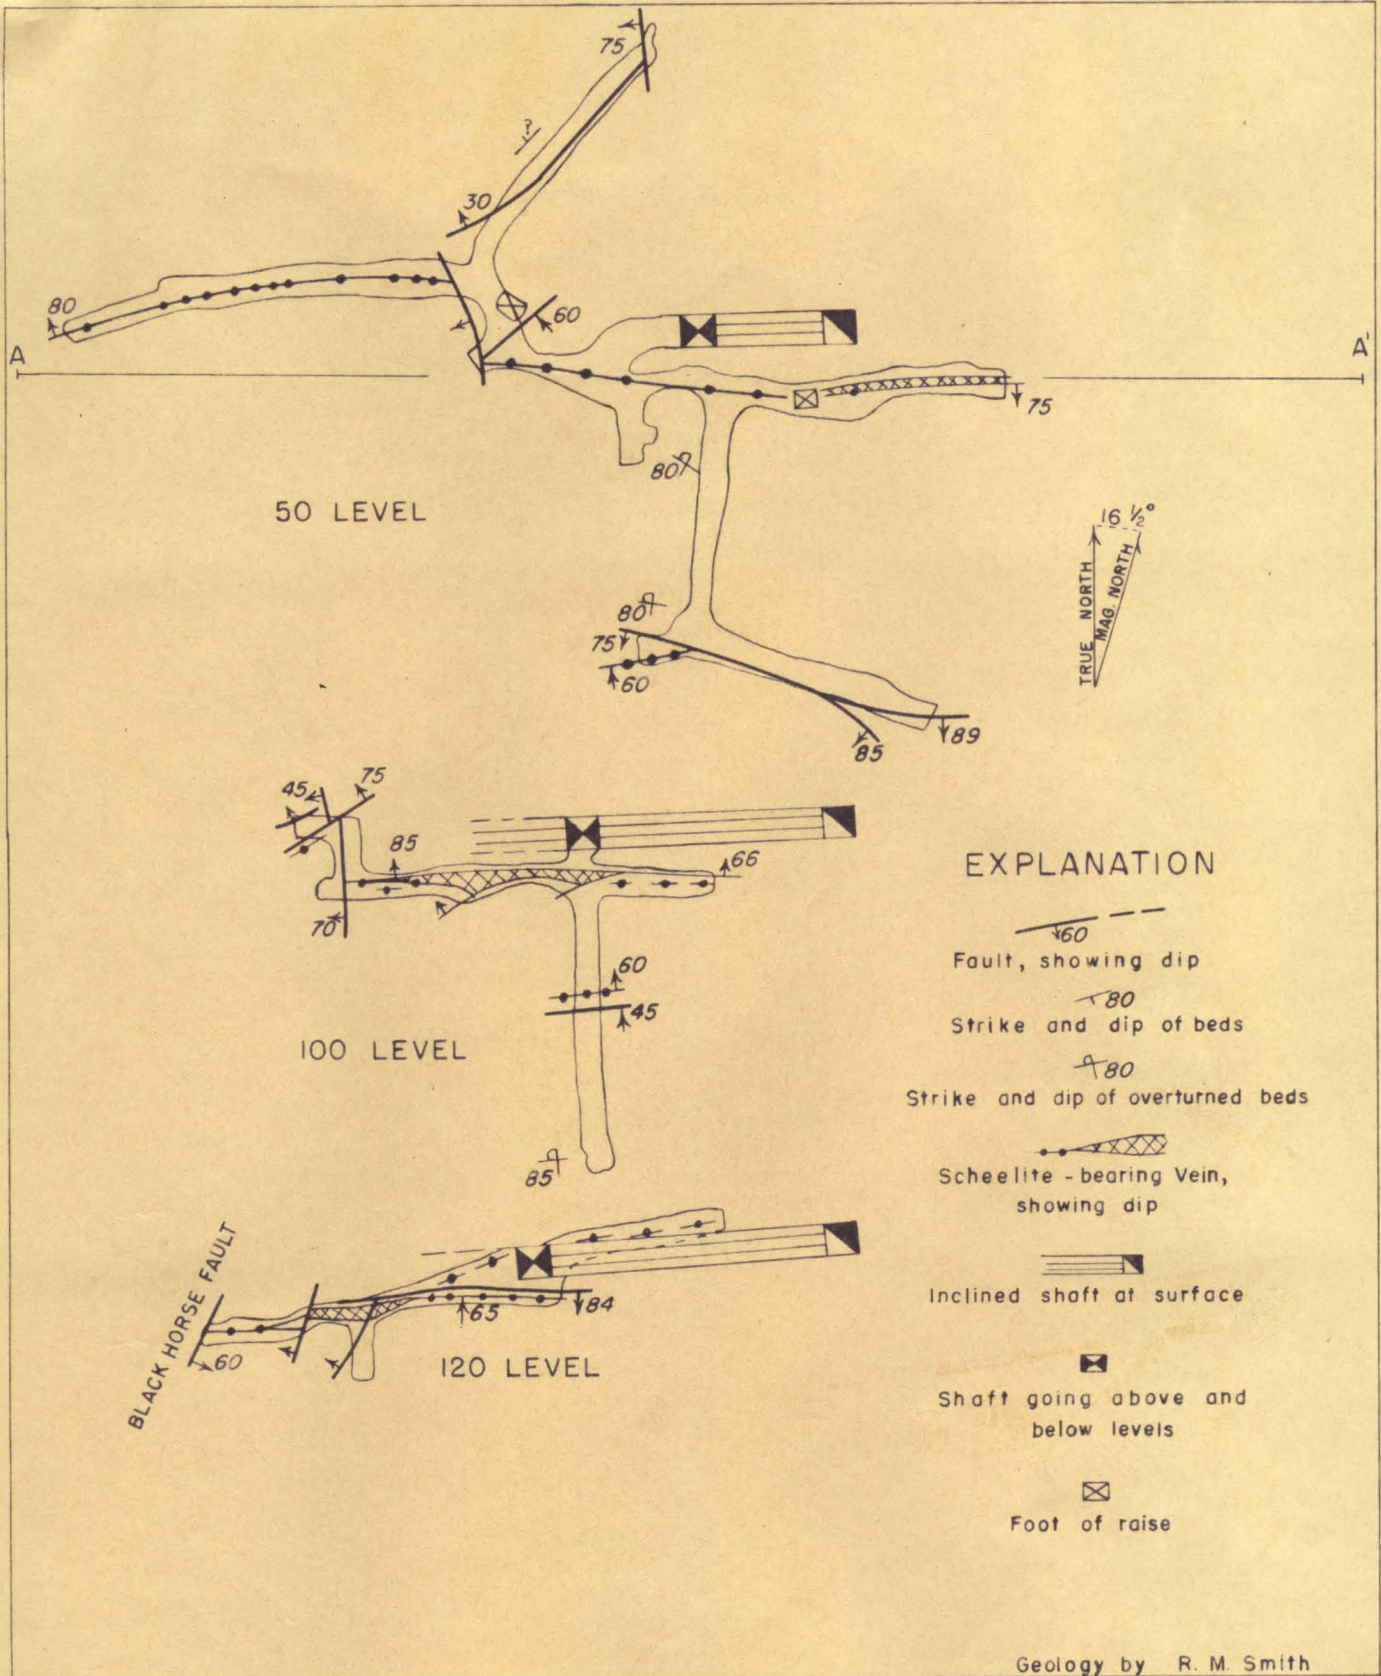 75
?
30
80
60
A
A'
75
80
50 LEVEL
16 ½°
TRUE NORTH
MAG. NORTH
80
75
60
89
85
45
75
85
66
70
60
45
100 LEVEL
85
EXPLANATION
60
Fault, showing dip
80
Strike and dip of beds
80
Strike and dip of overturned beds
Scheelite - bearing Vein,
showing dip
Inclined shaft at surface
Shaft going above and
below levels
Foot of raise
BLACK HORSE FAULT
60
65
84
120 LEVEL
Geology by R. M. Smith